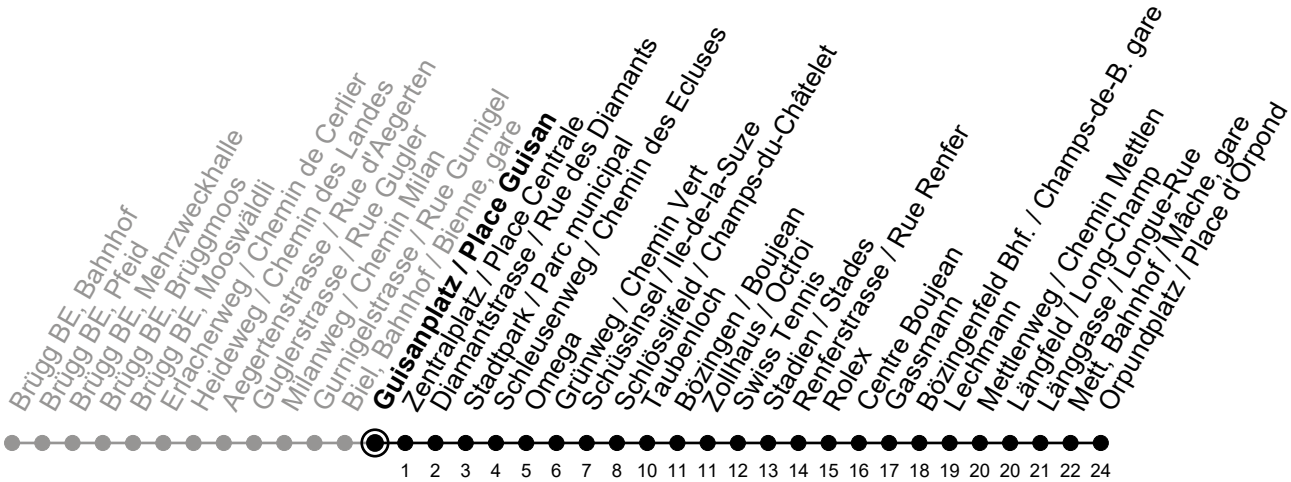 Brügg BE, Bahnhof
Brügg BE, Pfeid
Brügg BE, Mehrzweckhalle
Brügg BE, Brüggmoos
Brügg BE, Mooswäldli
Erlacherweg / Chemin de Cerlier
Heideweg / Chemin des Landes
Aegertenstrasse / Rue d'Aegerten
Guglerstrasse / Rue Gugler
Milanweg / Chemin Milan
Gurnigelstrasse / Rue Gurnigel
Biel, Bahnhof / Bienne, gare
Guisanplatz / Place Guisan
Zentralplatz / Place Centrale
Diamantstrasse / Rue des Diamants
Stadtpark / Parc municipal
Schleusenweg / Chemin des Ecluses
Omega
Grünweg / Chemin Vert
Schüssinsel / Ile-de-la-Suze
Schlösslifeld / Champs-du-Châtelet
Taubenloch
Bözingen / Boujean
Zollhaus / Octroi
Swiss Tennis
Stadien / Stades
Renferstrasse / Rue Renfer
Rolex
Centre Boujean
Gassmann
Bözingenfeld Bhf. / Champs-de-B. gare
Lechmann
Mettlenweg / Chemin Mettlen
Längfeld / Long-Champ
Länggasse / Longue-Rue
Mett, Bahnhof / Mâche, gare
Orpundplatz / Place d'Orpond
1 2 3 4 5 6 7 8 10 11 11 12 13 14 15 16 17 18 19 20 20 21 22 24